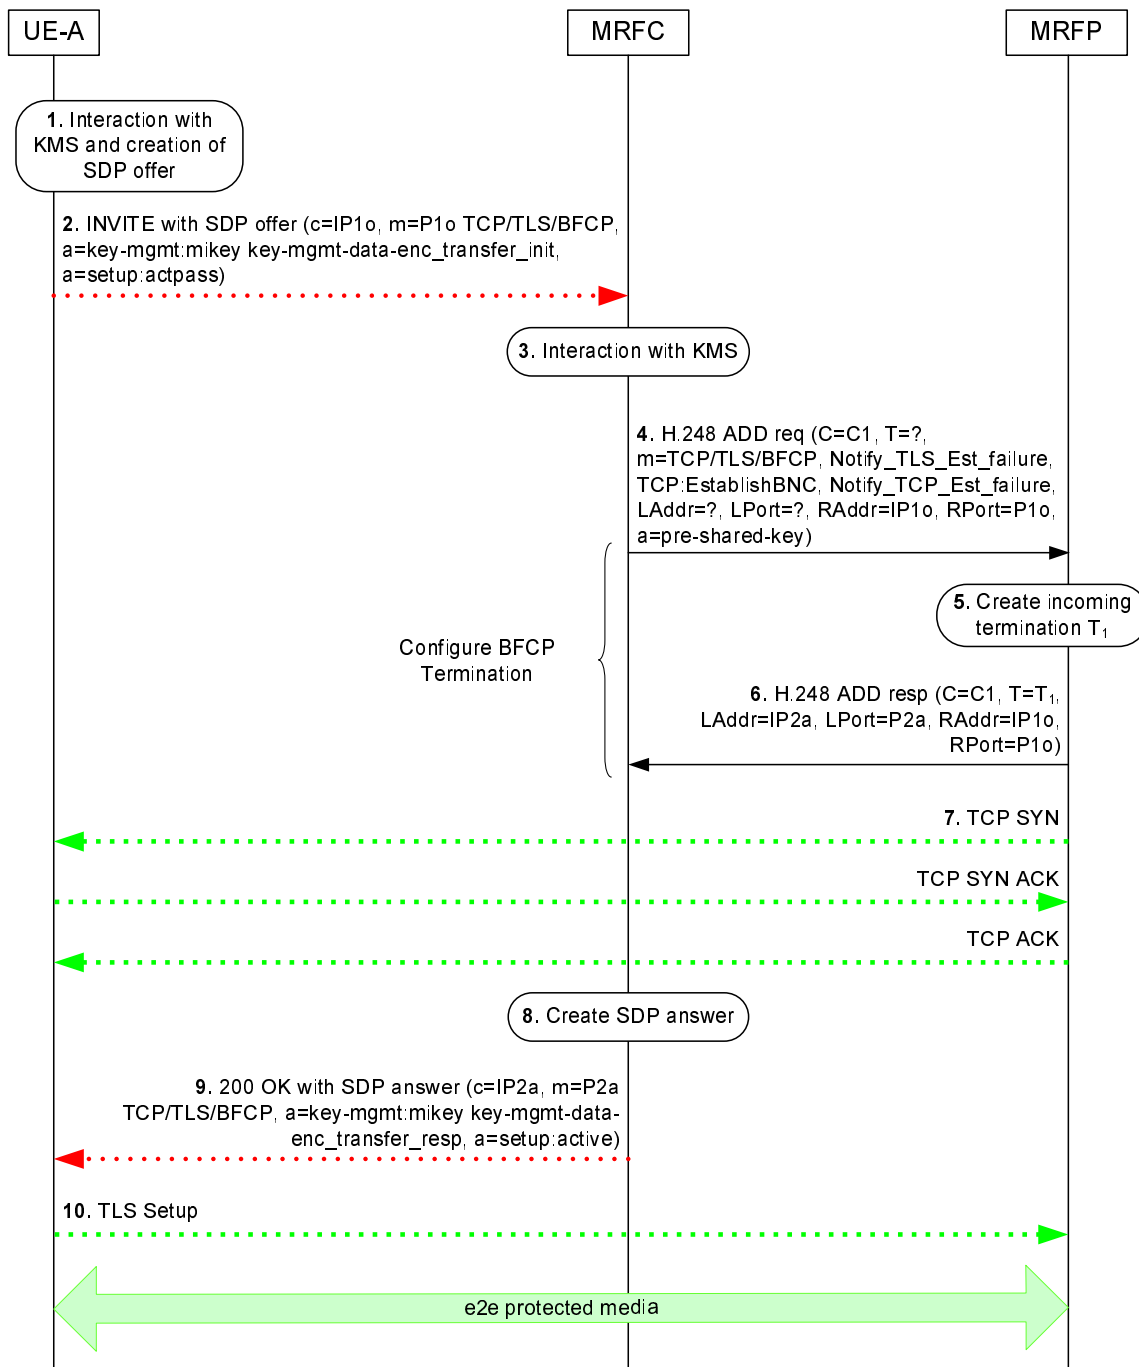 UE-A
MRFC
MRFP
1. Interaction with
KMS and creation of
SDP offer
2. INVITE with SDP offer (c=IP1o, m=P1o TCP/TLS/BFCP,
a=key-mgmt:mikey key-mgmt-data-enc_transfer_init,
a=setup:actpass)
3. Interaction with KMS
4. H.248 ADD req (C=C1, T=?,
m=TCP/TLS/BFCP, Notify_TLS_Est_failure,
TCP:EstablishBNC, Notify_TCP_Est_failure,
LAddr=?, LPort=?, RAddr=IP1o, RPort=P1o,
a=pre-shared-key)
5. Create incoming
termination T1
Configure BFCP
Termination
6. H.248 ADD resp (C=C1, T=T1,
LAddr=IP2a, LPort=P2a, RAddr=IP1o,
RPort=P1o)
7. TCP SYN
TCP SYN ACK
TCP ACK
8. Create SDP answer
9. 200 OK with SDP answer (c=IP2a, m=P2a
TCP/TLS/BFCP, a=key-mgmt:mikey key-mgmt-data-
enc_transfer_resp, a=setup:active)
10. TLS Setup
e2e protected media